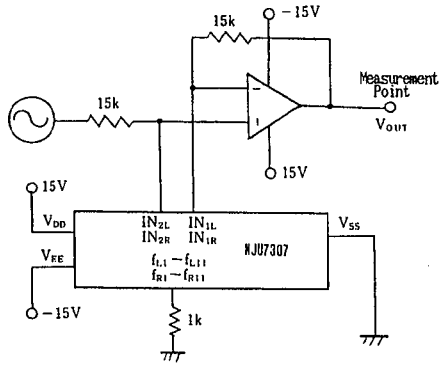 -15V
15k
Measurement
Point
15k
-
+
VOUT
15V
15V
VDD
IN2L IN1L
IN2R IN1R
VSS
NJU7307
VEE
fL1-fL11
fR1-fR11
-15V
1k